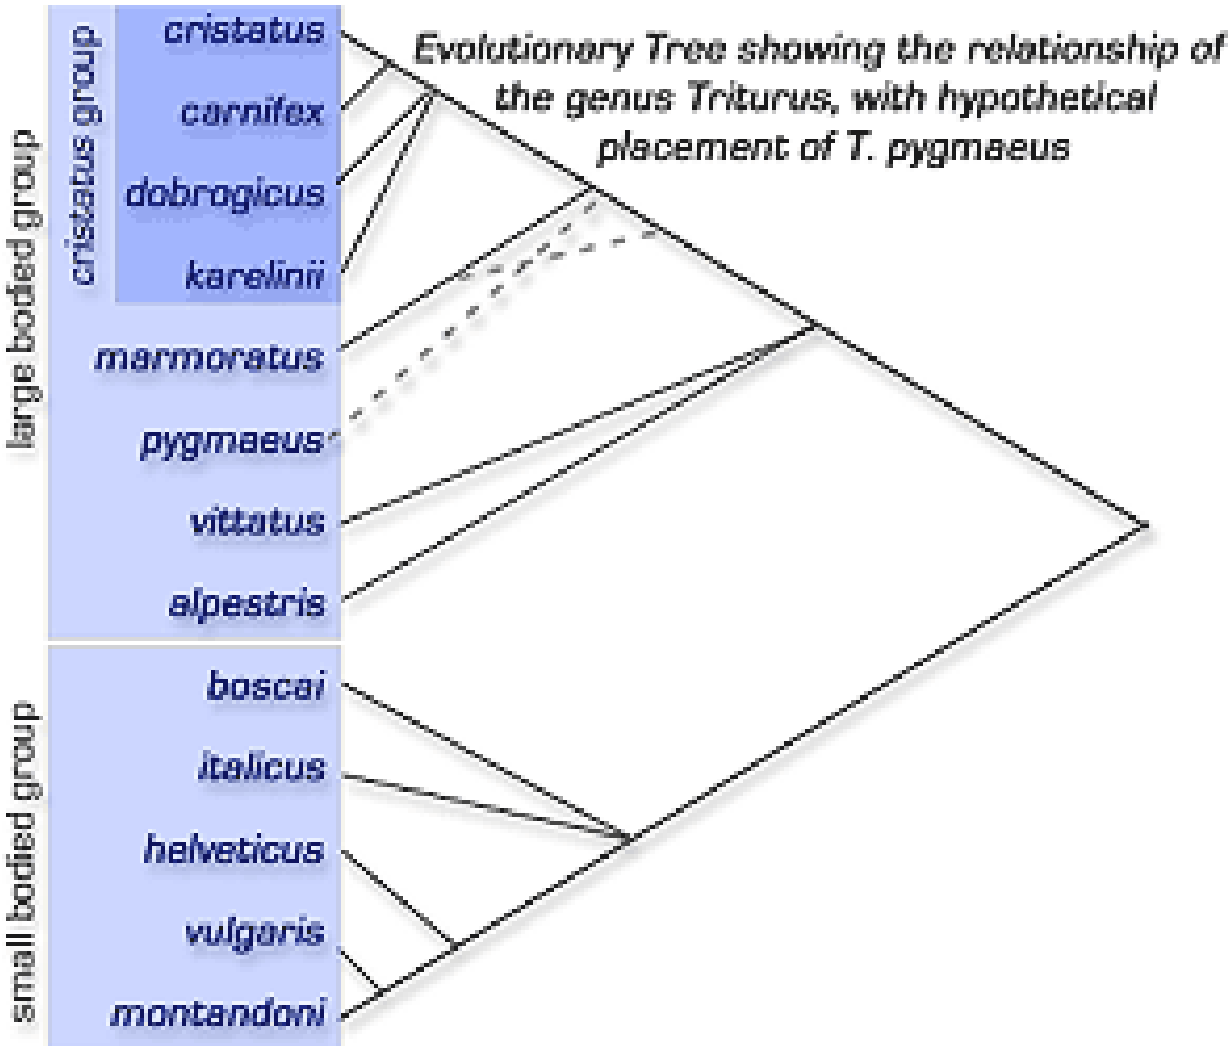 Evolutionary Tree showing the relationship of
the genus Triturus, with hypothetical
placement of T. pygmaeus
large bodied group
cristatus group
cristatus
carnifex
dobrogicus
karelinii
marmoratus
pygmaeus
vittatus
alpestris
small bodied group
boscai
italicus
helveticus
vulgaris
montandoni